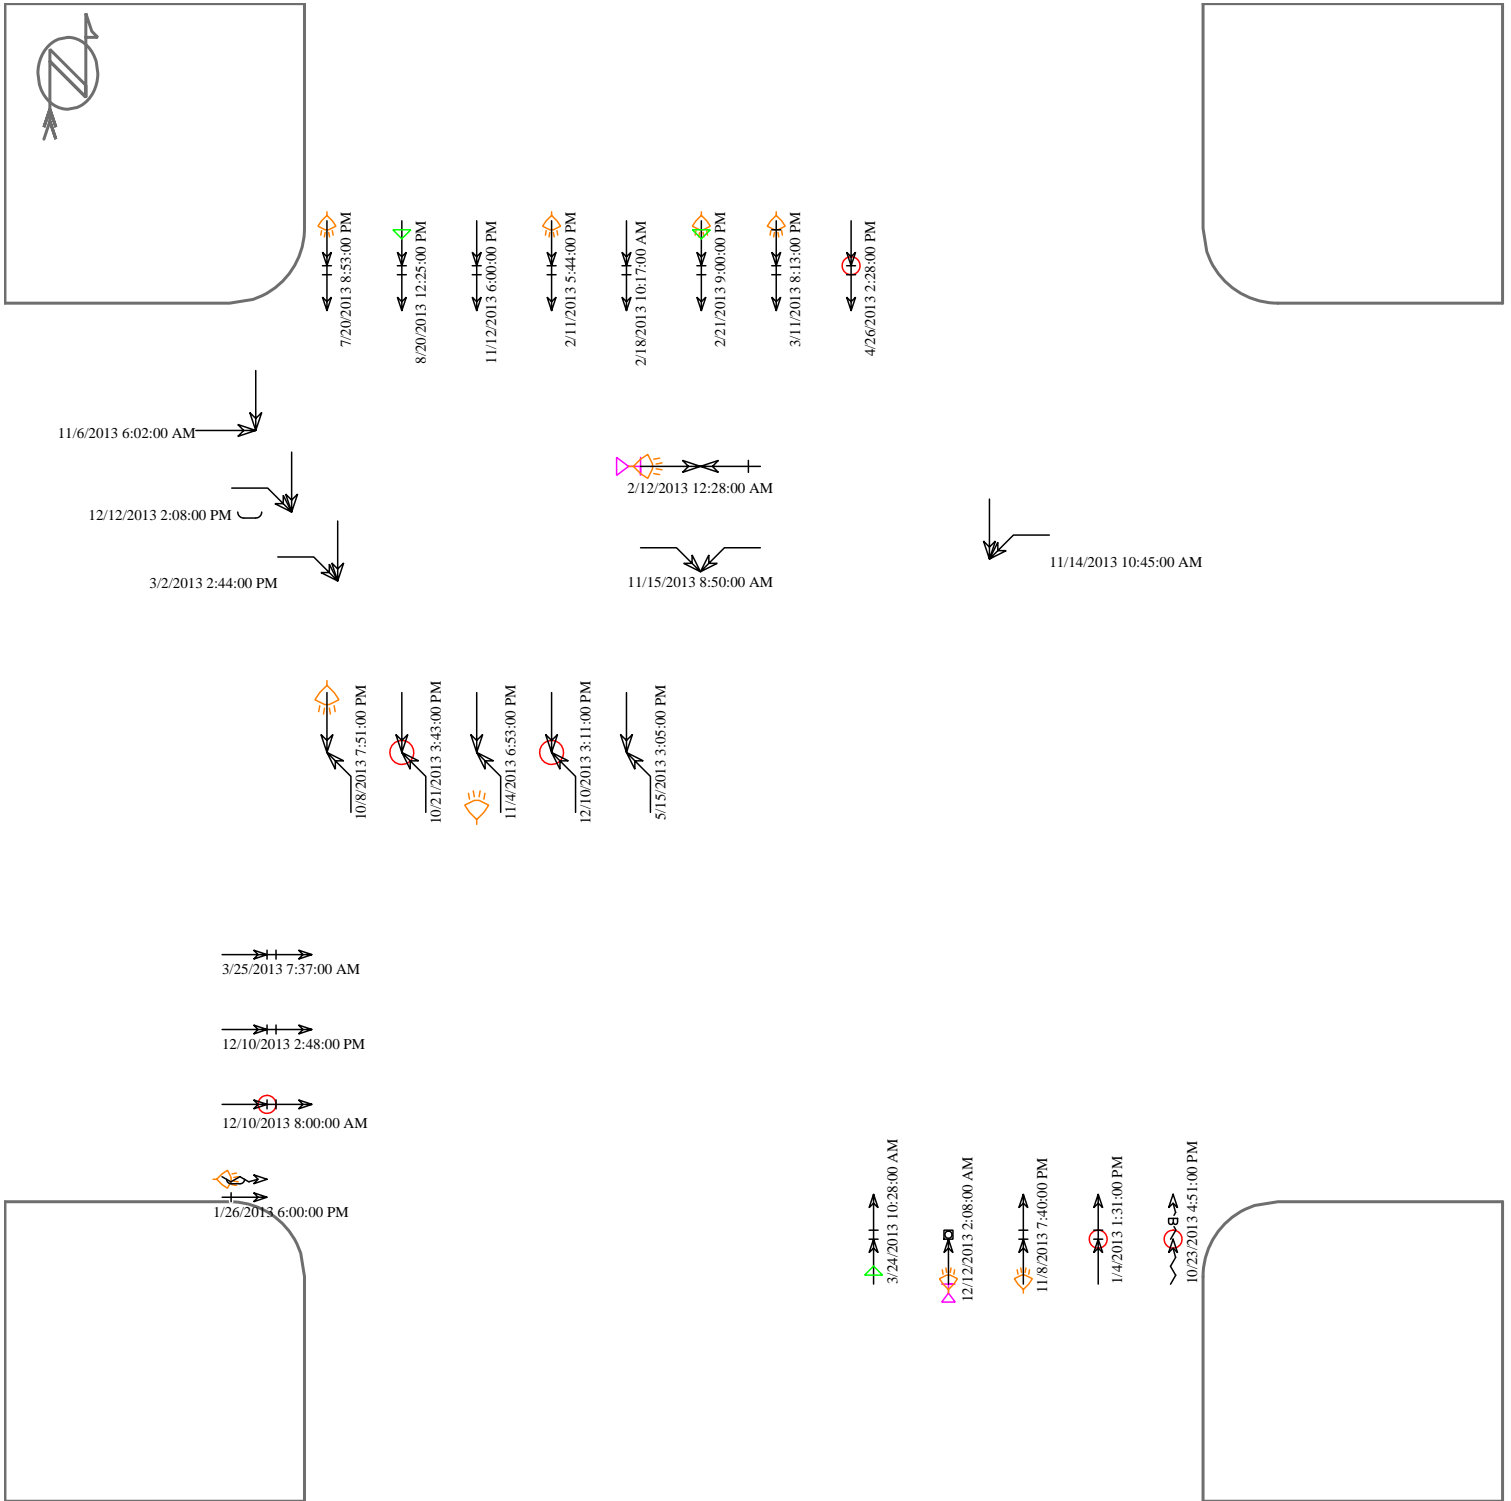 N
7/20/2013 8:53:00 PM
8/20/2013 12:25:00 PM
11/12/2013 6:00:00 PM
2/11/2013 5:44:00 PM
2/18/2013 10:17:00 AM
2/21/2013 9:00:00 PM
3/11/2013 8:13:00 PM
4/26/2013 2:28:00 PM
11/6/2013 6:02:00 AM
2/12/2013 12:28:00 AM
12/12/2013 2:08:00 PM
11/14/2013 10:45:00 AM
3/2/2013 2:44:00 PM
11/15/2013 8:50:00 AM
10/8/2013 7:51:00 PM
10/21/2013 3:43:00 PM
11/4/2013 6:53:00 PM
12/10/2013 3:11:00 PM
5/15/2013 3:05:00 PM
3/25/2013 7:37:00 AM
12/10/2013 2:48:00 PM
12/10/2013 8:00:00 AM
1/26/2013 6:00:00 PM
3/24/2013 10:28:00 AM
12/12/2013 2:08:00 AM
11/8/2013 7:40:00 PM
1/4/2013 1:31:00 PM
B
10/23/2013 4:51:00 PM